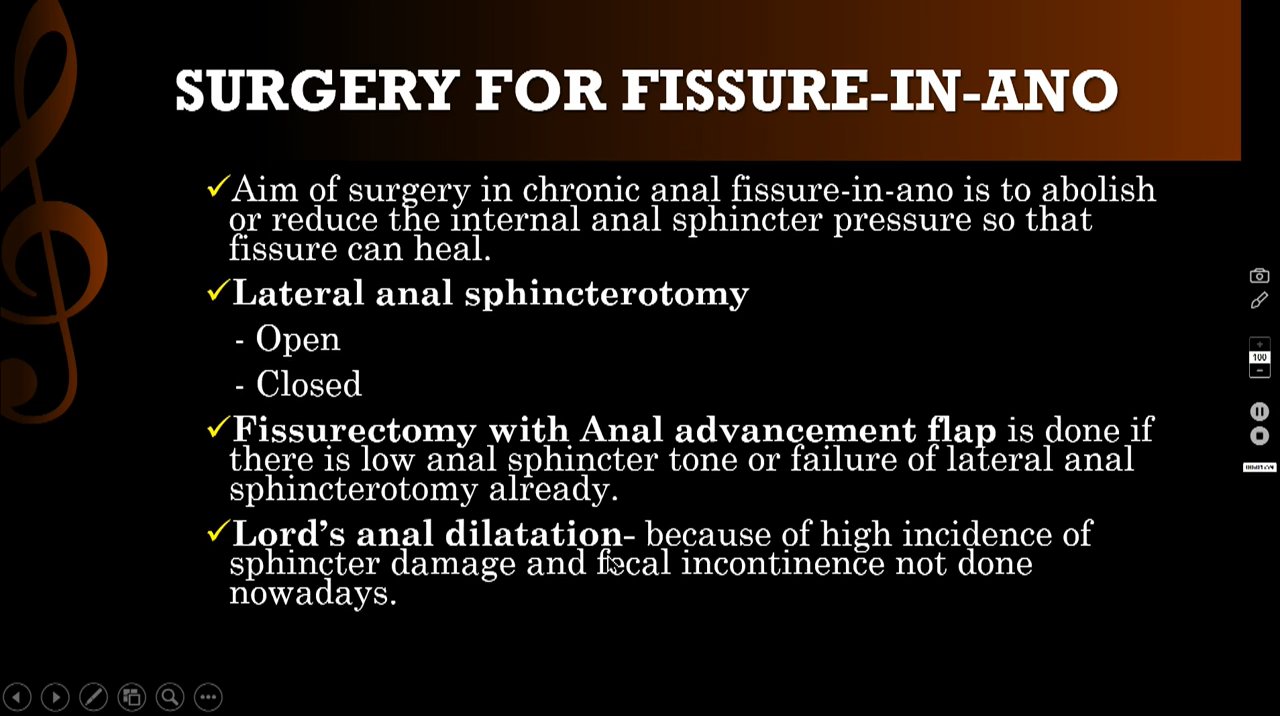 SURGERY FOR FISSURE-IN-ANO
✓Aim of surgery in chronic anal fissure-in-ano is to abolish
or reduce the internal anal sphincter pressure so that
fissure can heal.
✓Lateral anal sphincterotomy
- Open
- Closed
✓Fissurectomy with Anal advancement flap is done if
there is low anal sphincter tone or failure of lateral anal
sphincterotomy already.
✓Lord's anal dilatation- because of high incidence of
sphincter damage and fecal incontinence not done
nowadays.
100